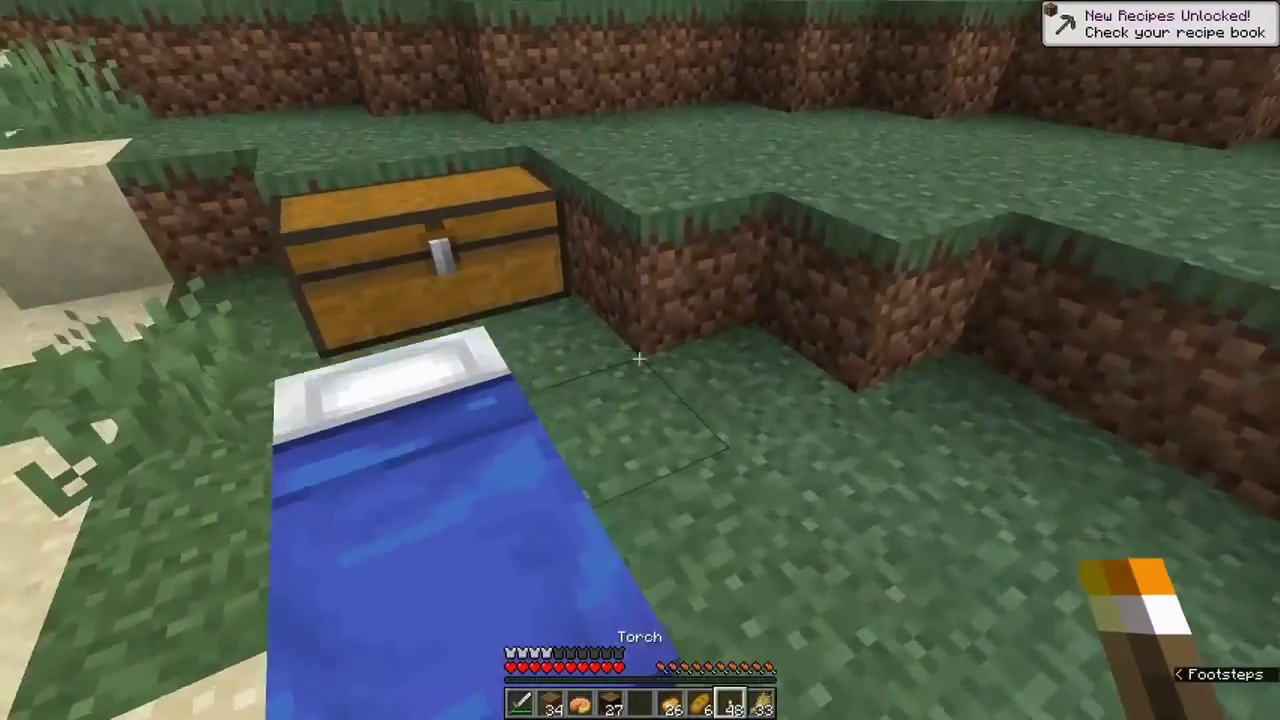 New Recipes Unlocked!
Check your recipe book
Torch
34 27 26 6 48 33
< Footsteps